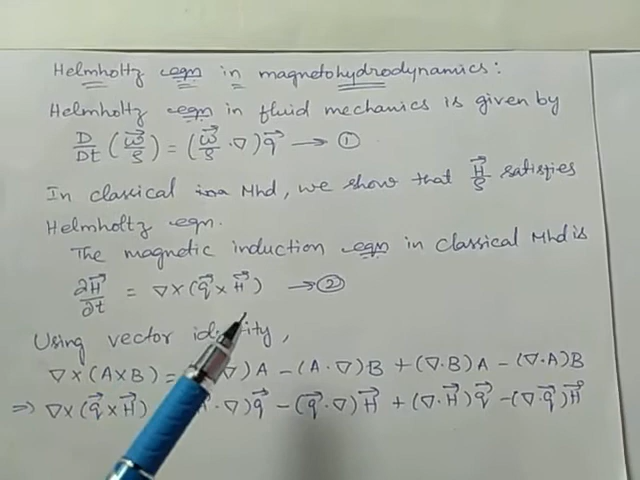 Helmholtz eqn in magnetohydrodynamics:
Helmholtz eqn in fluid mechanics is given by
D/Dt (ω⃗/ρ) = (ω⃗/ρ · ∇) q⃗ → ①
In classical Mhd, we show that H⃗/ρ satisfies
Helmholtz eqn.
The magnetic induction eqn in classical Mhd is
∂H⃗/∂t = ∇×(q⃗ × H⃗) → ②
Using vector identity,
∇×(A×B) = ∇)A − (A·∇)B + (∇·B)A − (∇·A)B
⇒ ∇×(q⃗ × H⃗) ·∇)q⃗ − (q⃗·∇)H⃗ + (∇·H⃗)q⃗ − (∇·q⃗)H⃗